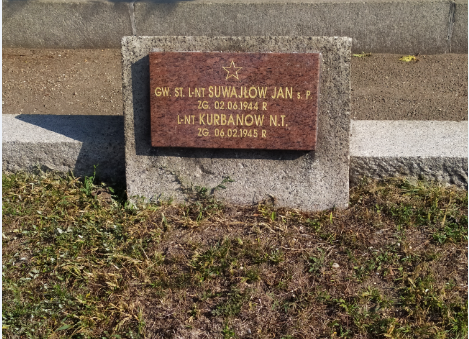 GW. ST. L-NT SUWAJŁOW JAN s. P.
ZG. 02.06.1944 R
L-NT KURBANOW N.T.
ZG. 06.02.1945 R